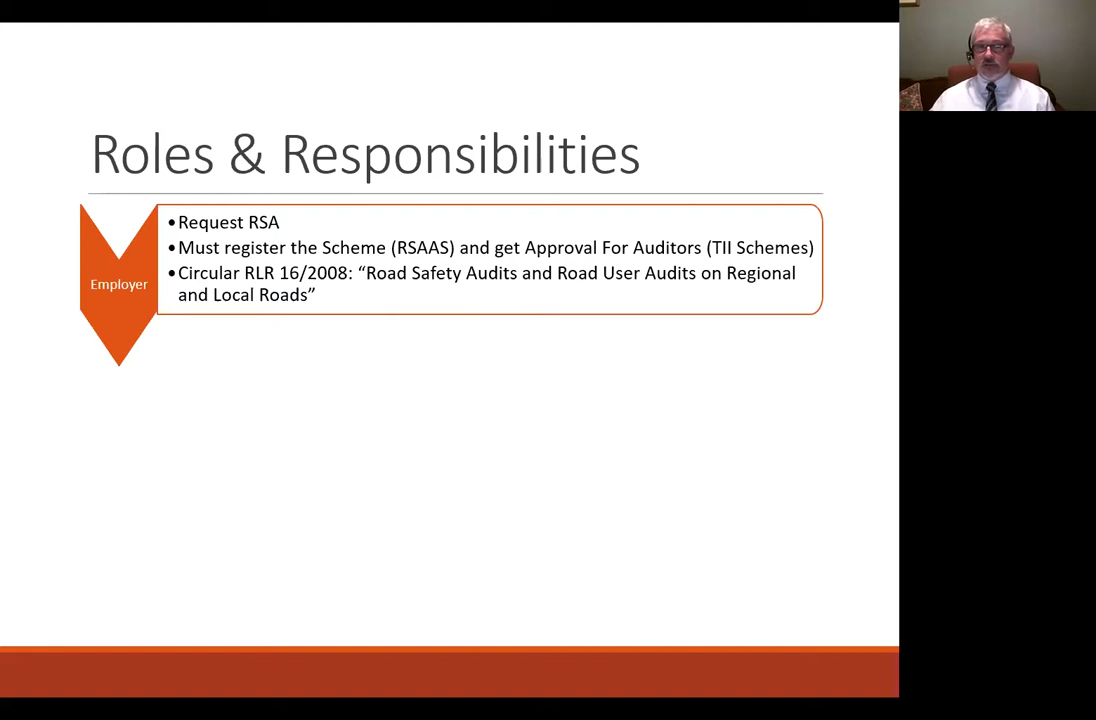 Roles & Responsibilities
•Request RSA
•Must register the Scheme (RSAAS) and get Approval For Auditors (TII Schemes)
Employer
•Circular RLR 16/2008: “Road Safety Audits and Road User Audits on Regional
and Local Roads”